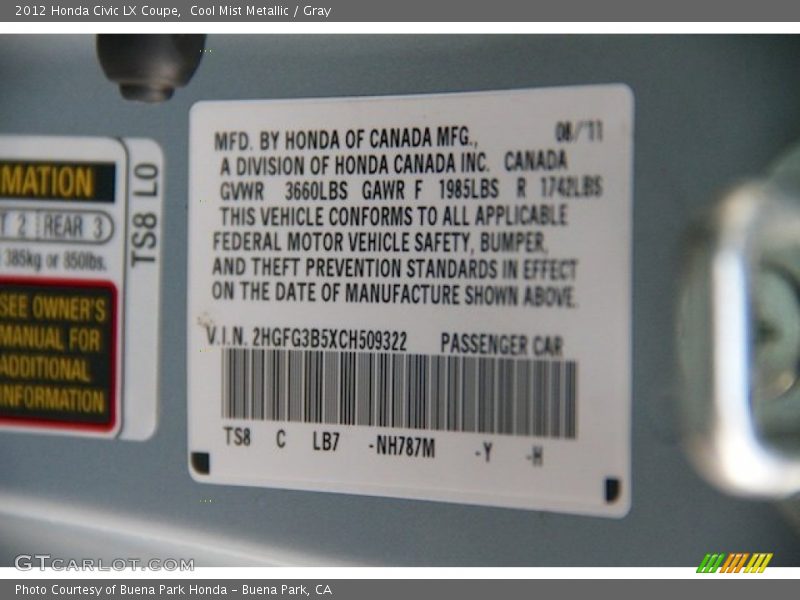 2012 Honda Civic LX Coupe,  Cool Mist Metallic / Gray
MATION
T 2 REAR 3
385kg or 850lbs.
SEE OWNER'S
MANUAL FOR
ADDITIONAL
INFORMATION
TS8 L0
MFD. BY HONDA OF CANADA MFG., 08/'11
A DIVISION OF HONDA CANADA INC. CANADA
GVWR 3660LBS GAWR F 1985LBS R 1742LBS
THIS VEHICLE CONFORMS TO ALL APPLICABLE
FEDERAL MOTOR VEHICLE SAFETY, BUMPER,
AND THEFT PREVENTION STANDARDS IN EFFECT
ON THE DATE OF MANUFACTURE SHOWN ABOVE.
V.I.N. 2HGFG3B5XCH509322 PASSENGER CAR
TS8 C LB7 -NH787M -Y -H
GTCARLOT.COM
Photo Courtesy of Buena Park Honda - Buena Park, CA